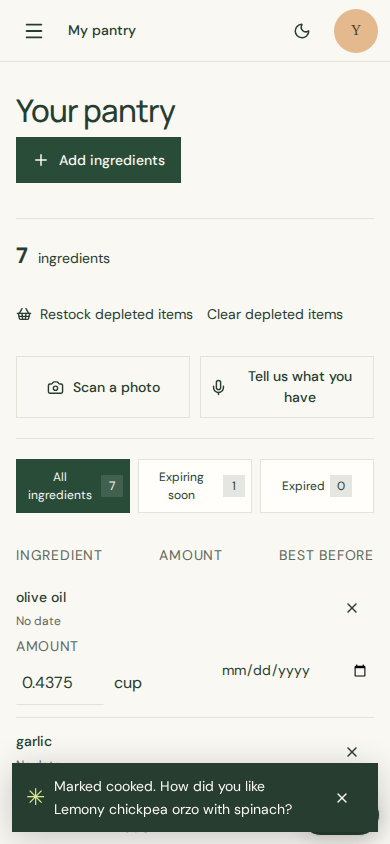 My pantry
Y
Your pantry
Add ingredients
7 ingredients
Restock depleted items Clear depleted items
Scan a photo
Tell us what you
have
All
ingredients 7
Expiring
soon 1
Expired 0
INGREDIENT AMOUNT BEST BEFORE
olive oil
No date
AMOUNT
0.4375 cup
mm/dd/yyyy
garlic
Marked cooked. How did you like
Lemony chickpea orzo with spinach?